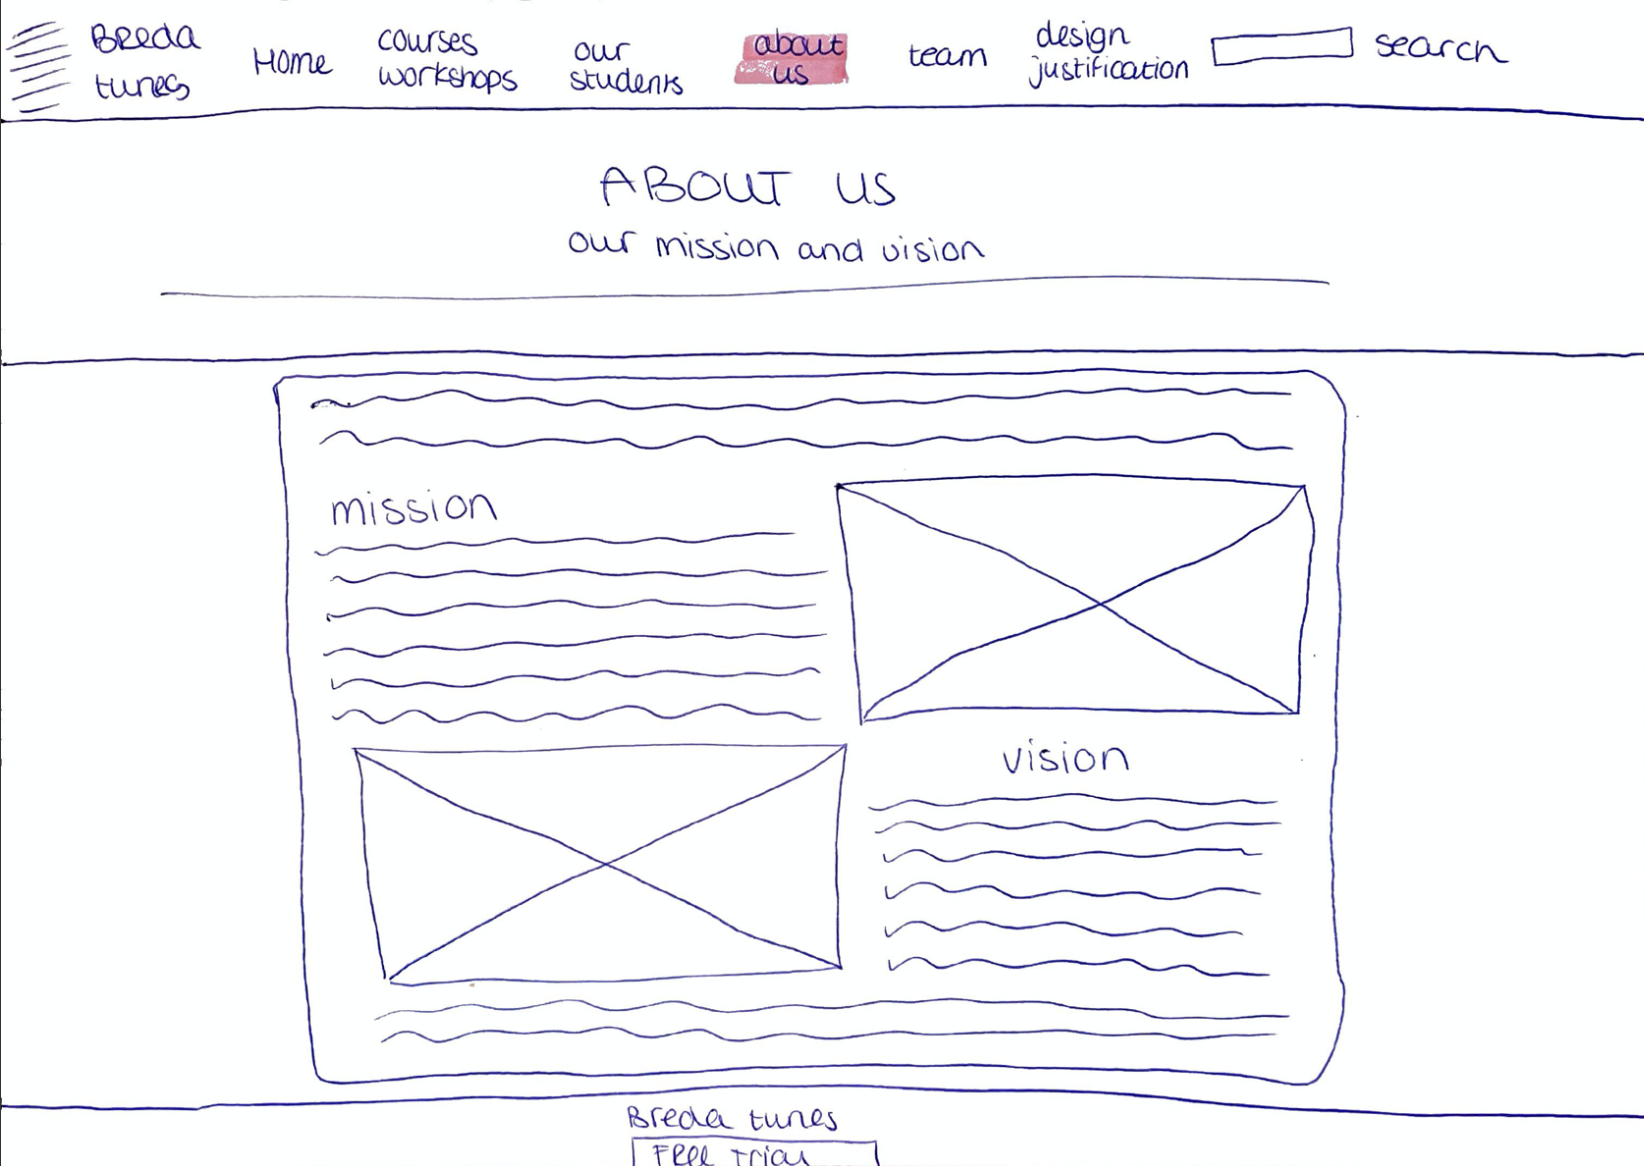 Breda tunes
Home
courses workshops
our students
about us
team
design justification
search
ABOUT US
our mission and vision
mission
vision
Breda tunes
Free trial